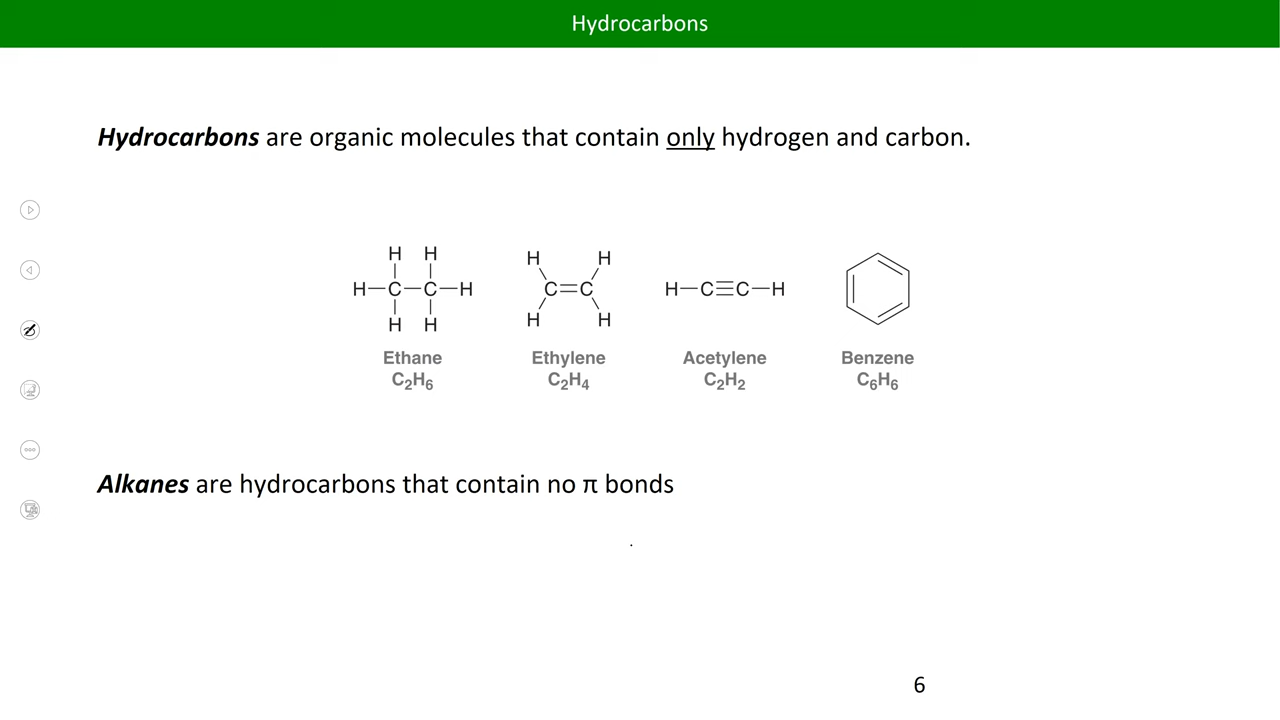 Hydrocarbons
Hydrocarbons are organic molecules that contain only hydrogen and carbon.
H H
H–C–C–H
H H
Ethane
C₂H₆
H H
C=C
H H
Ethylene
C₂H₄
H–C≡C–H
Acetylene
C₂H₂
Benzene
C₆H₆
Alkanes are hydrocarbons that contain no π bonds
6